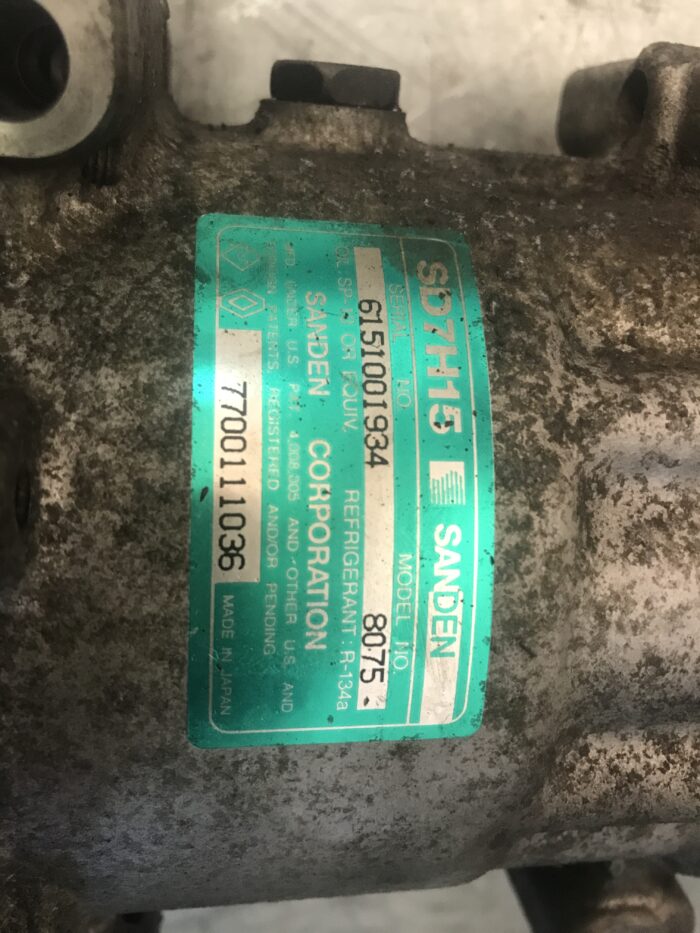 SD7H15 SANDEN
SERIAL NO. MODEL NO.
6151001934 8075
OIL SP- OR EQUIV. REFRIGERANT : R-134a
SANDEN CORPORATION
MFD. UNDER U.S. PAT. 4,008,305 AND OTHER U.S. AND
FOREIGN PATENTS, REGISTERED AND/OR PENDING
7700111036 MADE IN JAPAN